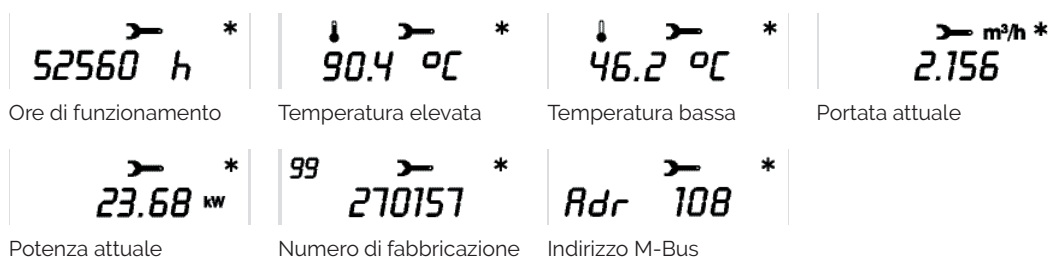 52560 h *
90.4 °C *
46.2 °C *
m³/h *
2.156
Ore di funzionamento
Temperatura elevata
Temperatura bassa
Portata attuale
*
23.68 kW
99 *
270157
*
Adr 108
Potenza attuale
Numero di fabbricazione
Indirizzo M-Bus